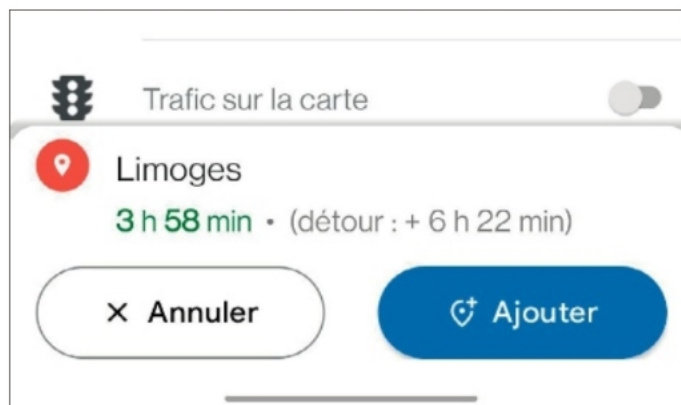 Trafic sur la carte
Limoges
3 h 58 min • (détour : + 6 h 22 min)
Annuler
Ajouter